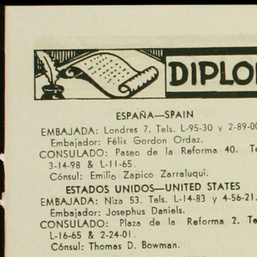 DIPLO
ESPAÑA—SPAIN
EMBAJADA: Londres 7. Tels. L-95-30 y 2-89-0
Embajador: Félix Gordon Ordaz.
CONSULADO: Paseo de la Reforma 40. Te
3-14-98 & L-11-65.
Cónsul: Emilio Zapico Zarraluqui.
ESTADOS UNIDOS—UNITED STATES
EMBAJADA: Niza 53. Tels. L-14-83 y 4-56-21.
Embajador: Josephus Daniels.
CONSULADO: Plaza de la Reforma 2. Te
L-16-65 & 2-24-01.
Cónsul: Thomas D. Bowman.